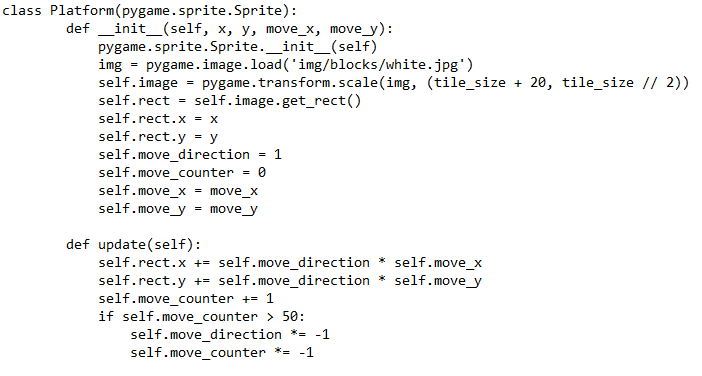 class Platform(pygame.sprite.Sprite):
        def __init__(self, x, y, move_x, move_y):
            pygame.sprite.Sprite.__init__(self)
            img = pygame.image.load('img/blocks/white.jpg')
            self.image = pygame.transform.scale(img, (tile_size + 20, tile_size // 2))
            self.rect = self.image.get_rect()
            self.rect.x = x
            self.rect.y = y
            self.move_direction = 1
            self.move_counter = 0
            self.move_x = move_x
            self.move_y = move_y

        def update(self):
            self.rect.x += self.move_direction * self.move_x
            self.rect.y += self.move_direction * self.move_y
            self.move_counter += 1
            if self.move_counter > 50:
                self.move_direction *= -1
                self.move_counter *= -1